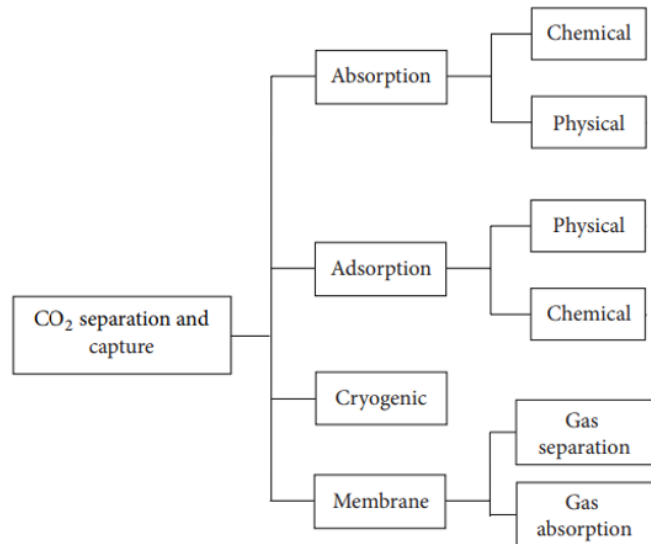 Chemical
Absorption
Physical
Physical
Adsorption
Chemical
CO₂ separation and
capture
Cryogenic
Gas
separation
Membrane
Gas
absorption